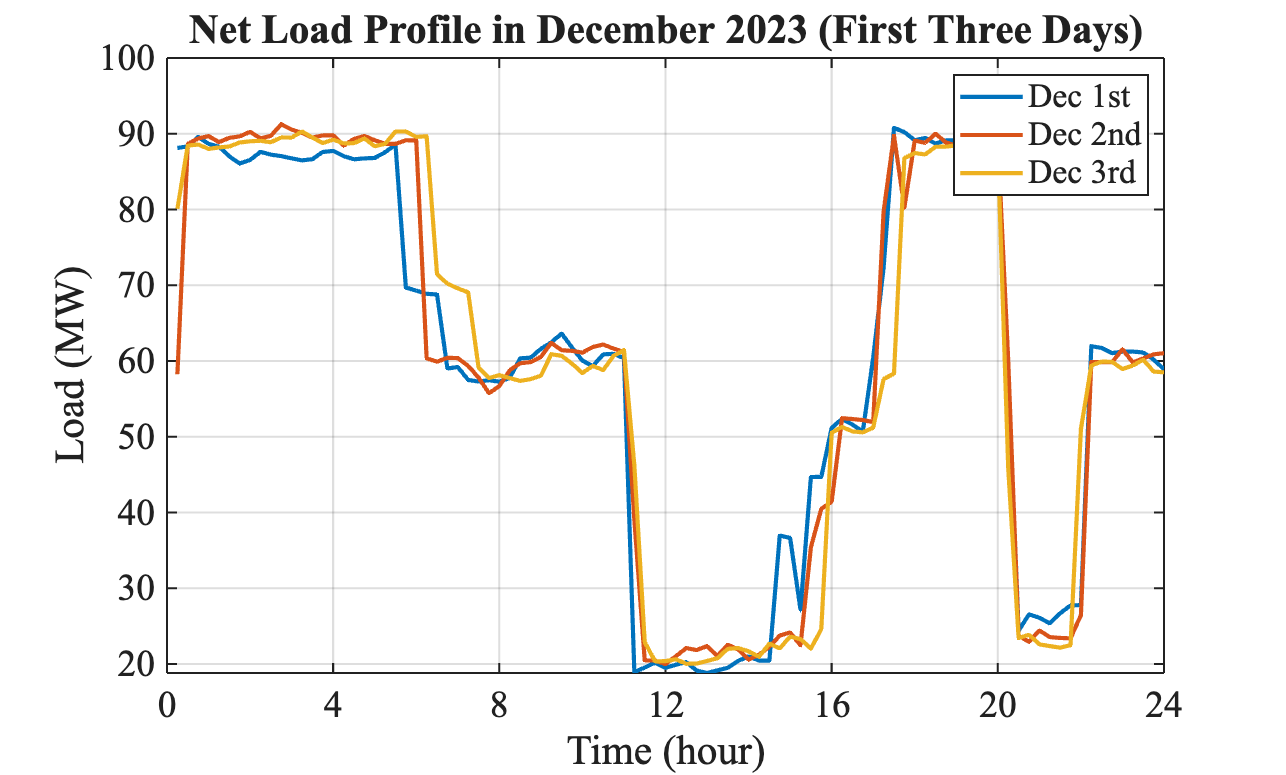 Net Load Profile in December 2023 (First Three Days)
100
90
80
70
60
50
40
30
20
Load (MW)
Dec 1st
Dec 2nd
Dec 3rd
0 4 8 12 16 20 24
Time (hour)